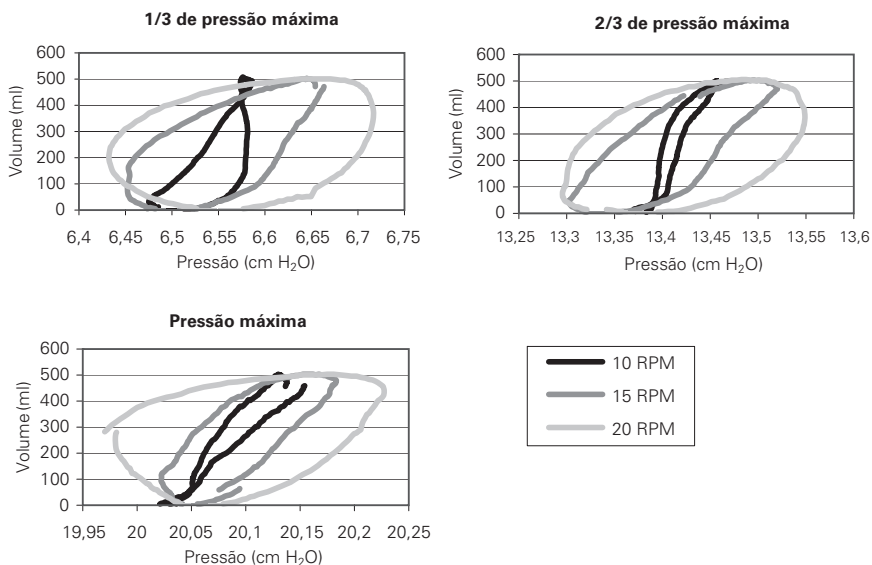 1/3 de pressão máxima
600
500
400
300
200
100
0
Volume (ml)
6,4 6,45 6,5 6,55 6,6 6,65 6,7 6,75
Pressão (cm H₂O)
2/3 de pressão máxima
600
500
400
300
200
100
0
Volume (ml)
13,25 13,3 13,35 13,4 13,45 13,5 13,55 13,6
Pressão (cm H₂O)
Pressão máxima
600
500
400
300
200
100
0
Volume (ml)
19,95 20 20,05 20,1 20,15 20,2 20,25
Pressão (cm H₂O)
10 RPM
15 RPM
20 RPM